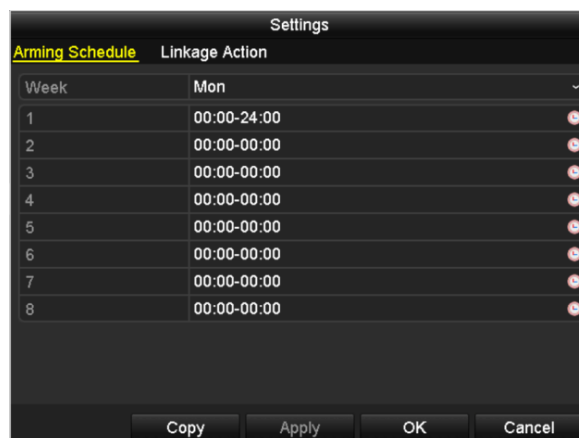 Settings
Arming Schedule Linkage Action
Week Mon
1 00:00-24:00
2 00:00-00:00
3 00:00-00:00
4 00:00-00:00
5 00:00-00:00
6 00:00-00:00
7 00:00-00:00
8 00:00-00:00
Copy Apply OK Cancel